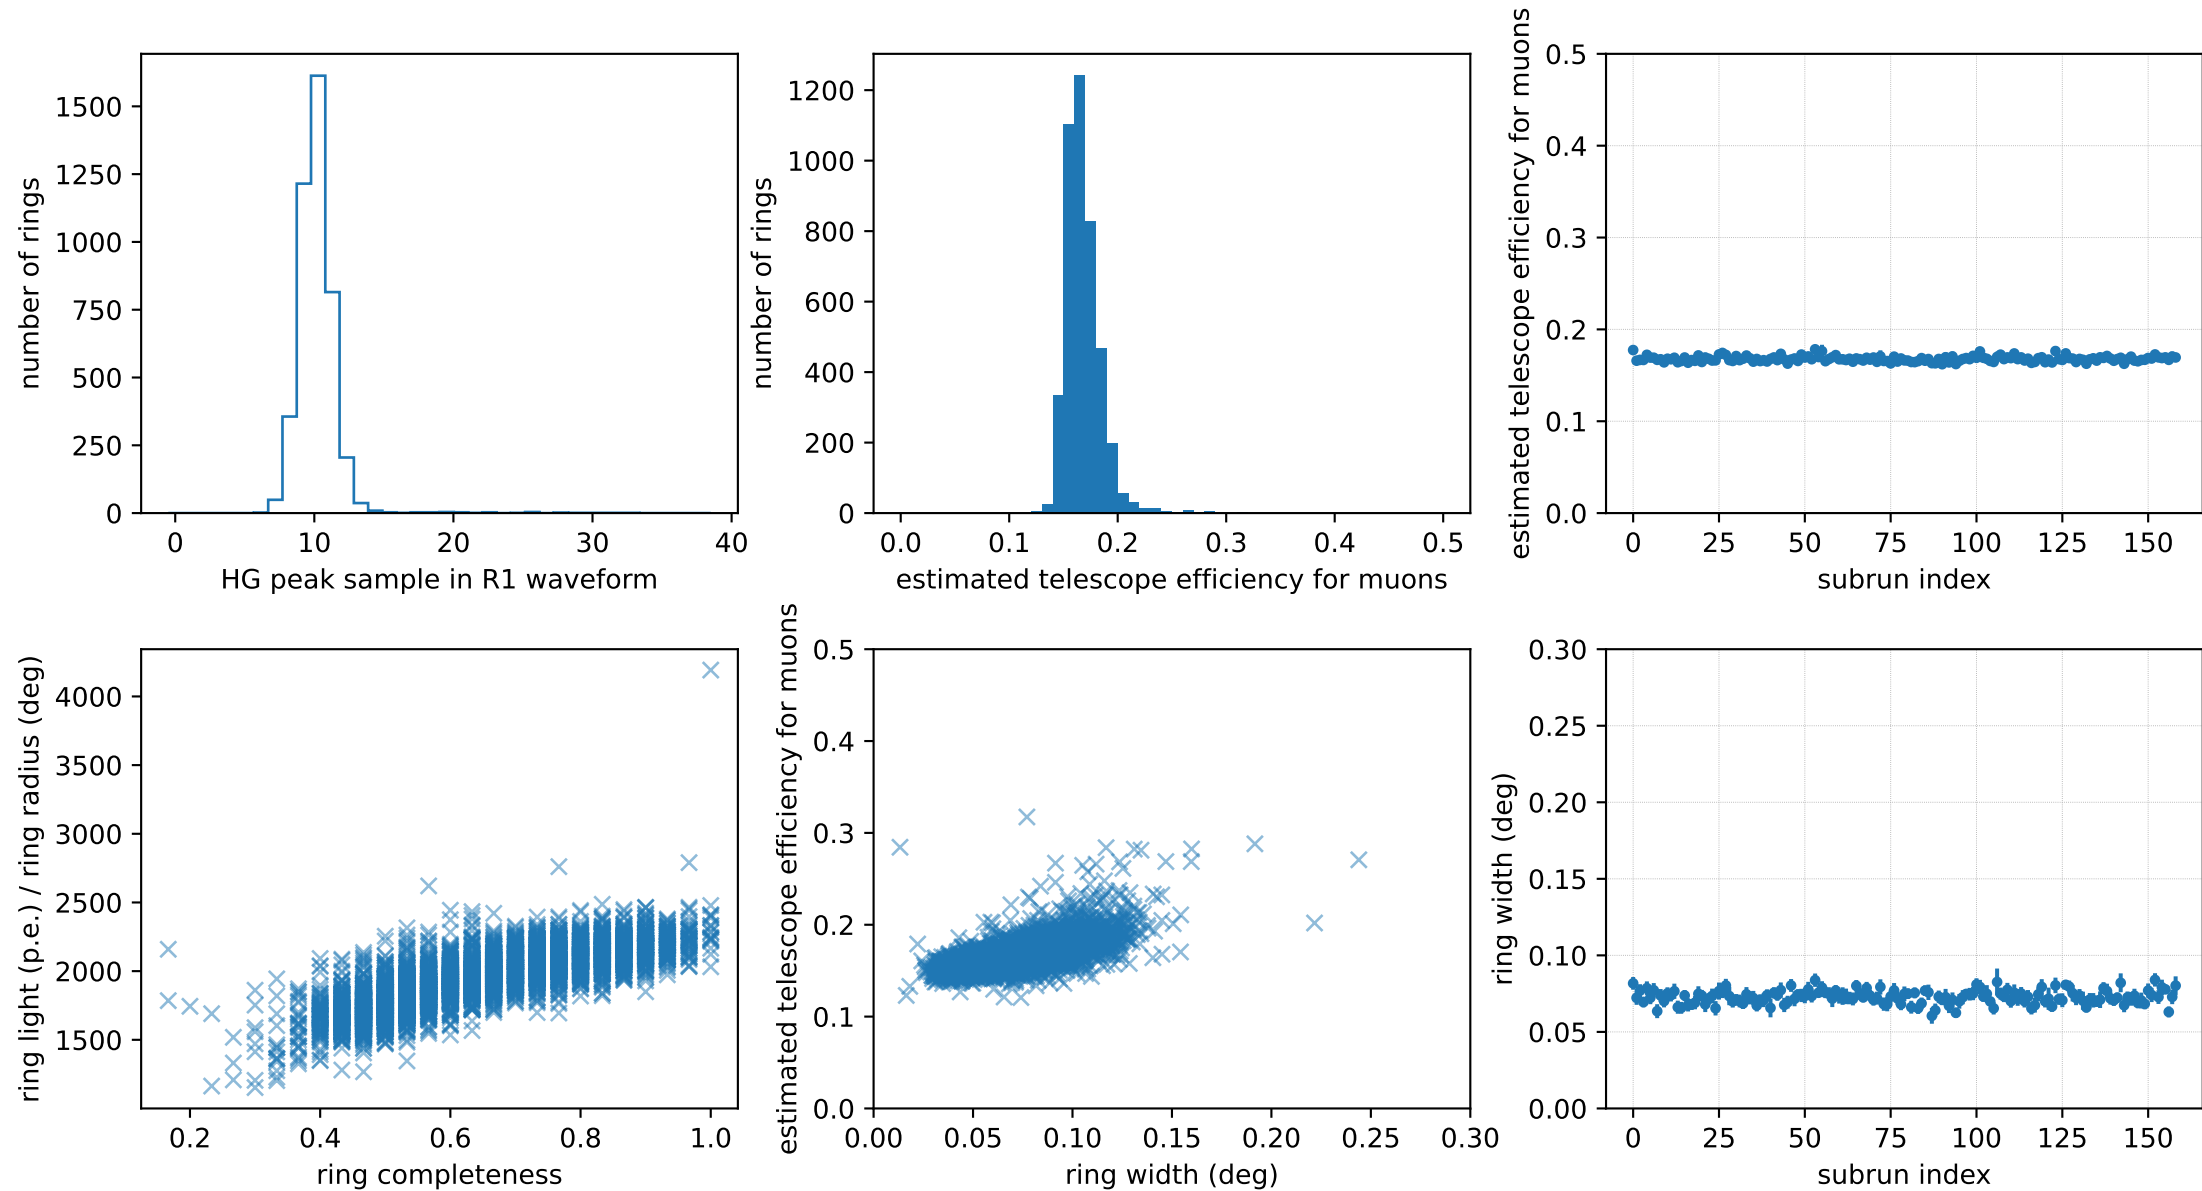 number of rings
1500
1250
1000
750
500
250
0
0 10 20 30 40
HG peak sample in R1 waveform
number of rings
1200
1000
800
600
400
200
0
0.0 0.1 0.2 0.3 0.4 0.5
estimated telescope efficiency for muons
estimated telescope efficiency for muons
0.5
0.4
0.3
0.2
0.1
0.0
0 25 50 75 100 125 150
subrun index
ring light (p.e.) / ring radius (deg)
4000
3500
3000
2500
2000
1500
0.2 0.4 0.6 0.8 1.0
ring completeness
estimated telescope efficiency for muons
0.5
0.4
0.3
0.2
0.1
0.0
0.00 0.05 0.10 0.15 0.20 0.25 0.30
ring width (deg)
ring width (deg)
0.30
0.25
0.20
0.15
0.10
0.05
0.00
0 25 50 75 100 125 150
subrun index